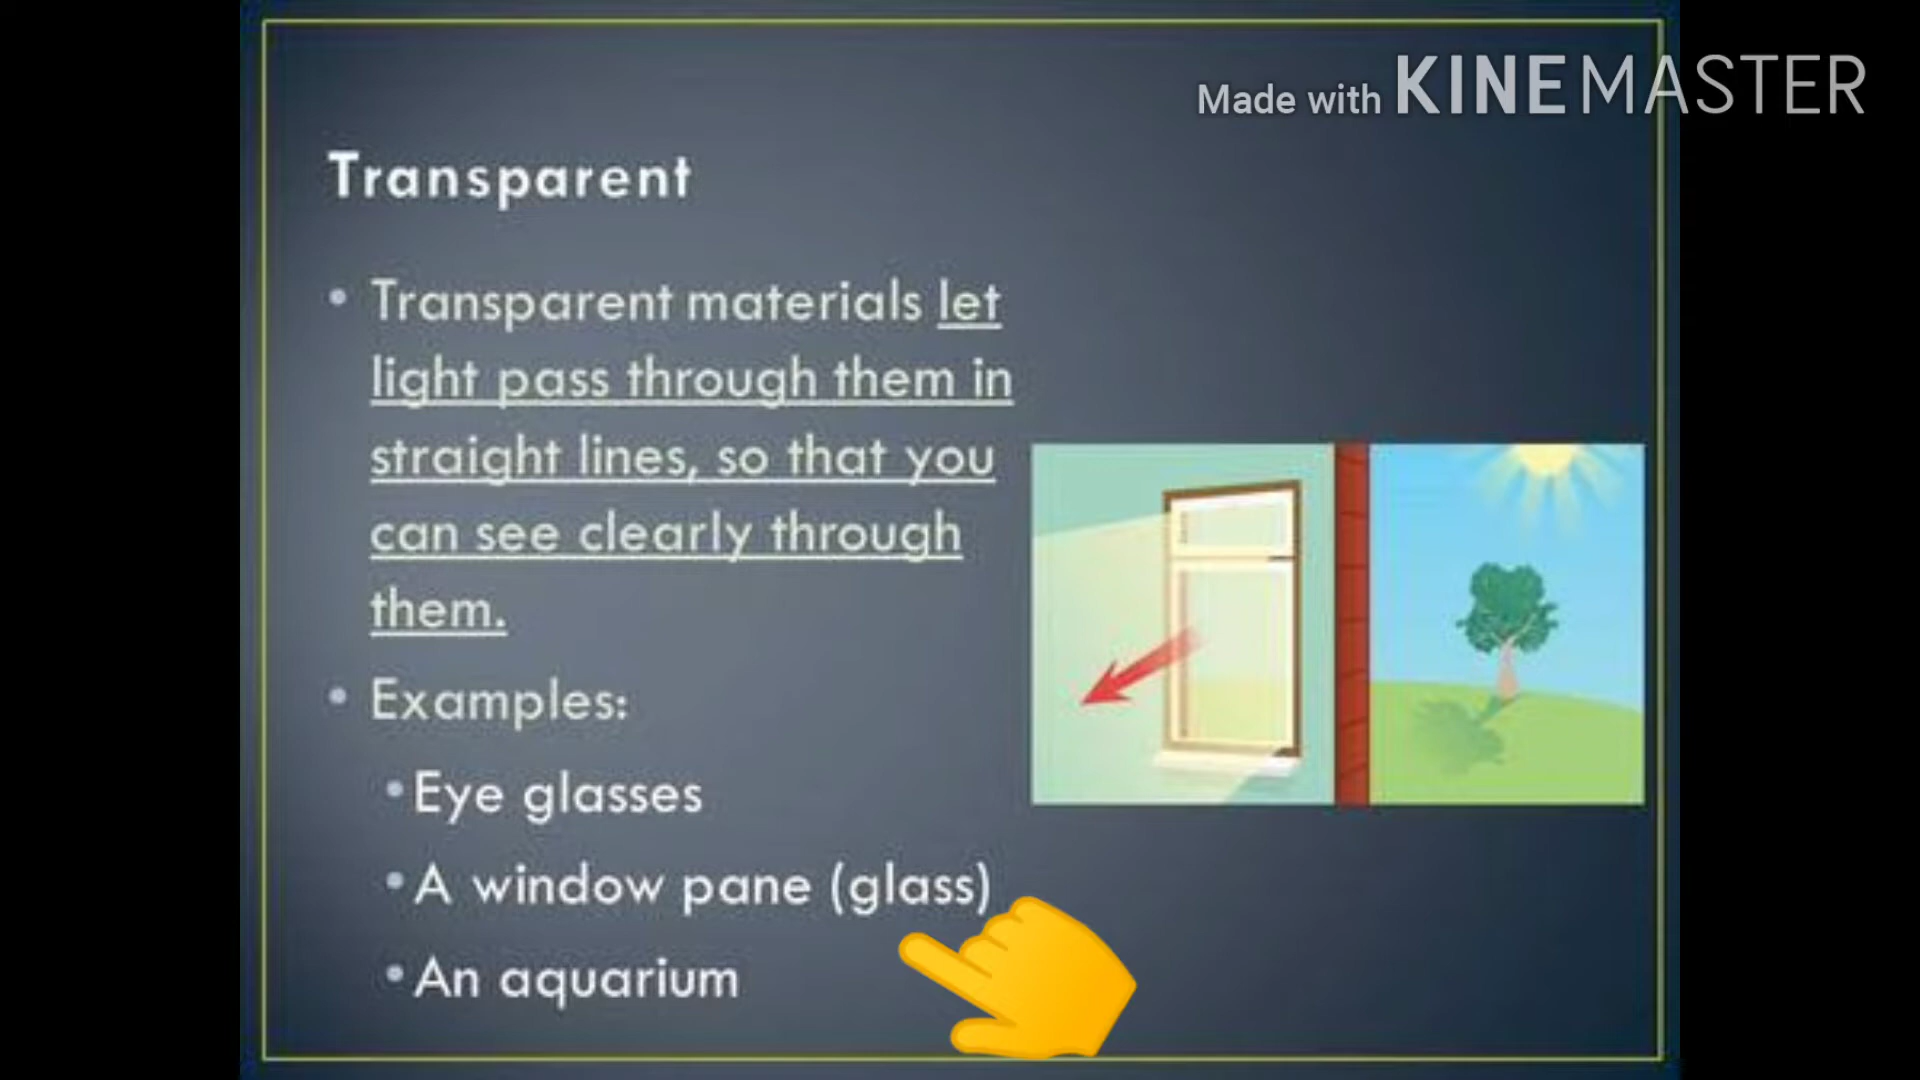 Made with KINEMASTER
Transparent
• Transparent materials let
light pass through them in
straight lines, so that you
can see clearly through
them.
• Examples:
• Eye glasses
• A window pane (glass)
• An aquarium